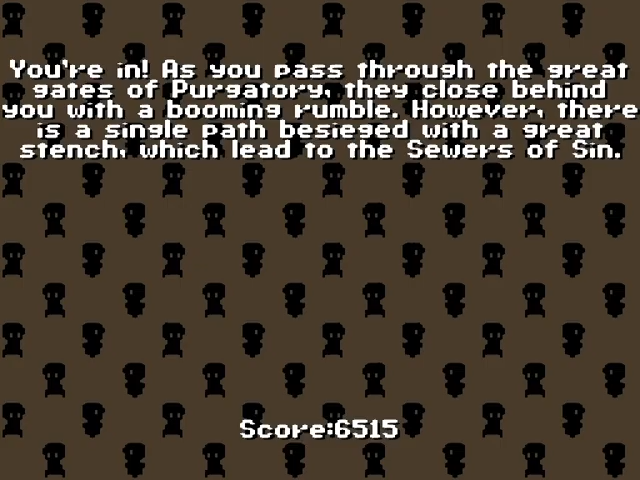 You're in! As you pass through the great
gates of Purgatory, they close behind
you with a booming rumble. However, there
is a single path besieged with a great
stench, which lead to the Sewers of Sin.
Score:6515